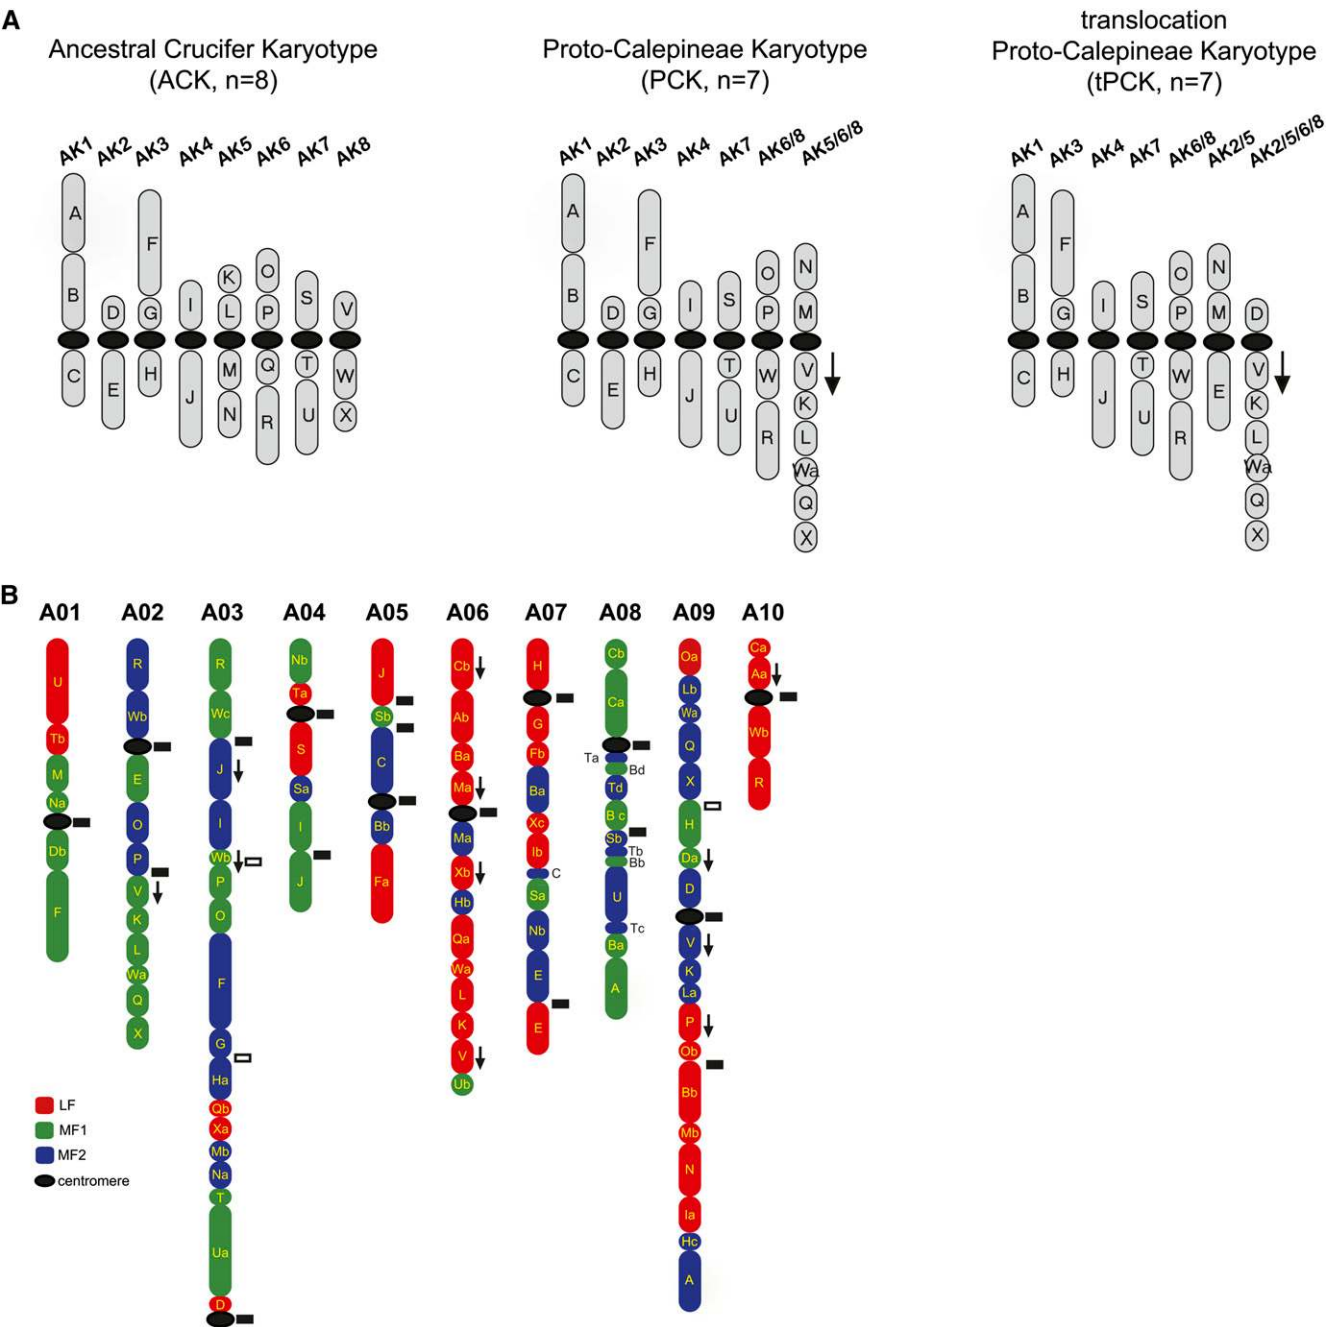 A
Ancestral Crucifer Karyotype
(ACK, n=8)
Proto-Calepineae Karyotype
(PCK, n=7)
translocation
Proto-Calepineae Karyotype
(tPCK, n=7)
AK1 AK2 AK3 AK4 AK5 AK6 AK7 AK8
A B C
D E
F G H
I J
K L M N
O P Q R
S T U
V W X
AK1 AK2 AK3 AK4 AK7 AK6/8 AK5/6/8
A B C
D E
F G H
I J
S T U
O P W R
N M V K L Wa Q X
AK1 AK3 AK4 AK7 AK6/8 AK2/5 AK2/5/6/8
A B C
F G H
I J
S T U
O P W R
N M E
D V K L Wa Q X
B
A01 A02 A03 A04 A05 A06 A07 A08 A09 A10
U Tb M Na Db F
R Wb E O P V K L Wa Q X
R Wc J I Wb P O F G Ha Qb Xa Mb Na T Ua D
Nb Ta S Sa I J
J Sb C Bb Fa
Cb Ab Ba Ma Ma Xb Hb Qa Wa L K V Ub
H G Fb Ba Xc Ib C Sa Nb E E
Cb Ca Ta Bd Td B c Sb Tb Bb U Tc Ba A
Oa Lb Wa Q X H Da D V K La P Ob Bb Mb N Ia Hc A
Ca Aa Wb R
LF
MF1
MF2
centromere